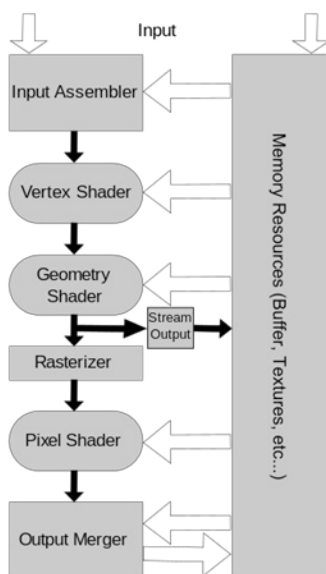 Input
Input Assembler
Vertex Shader
Geometry
Shader
Stream
Output
Rasterizer
Pixel Shader
Output Merger
Memory Resources (Buffer, Textures, etc...)